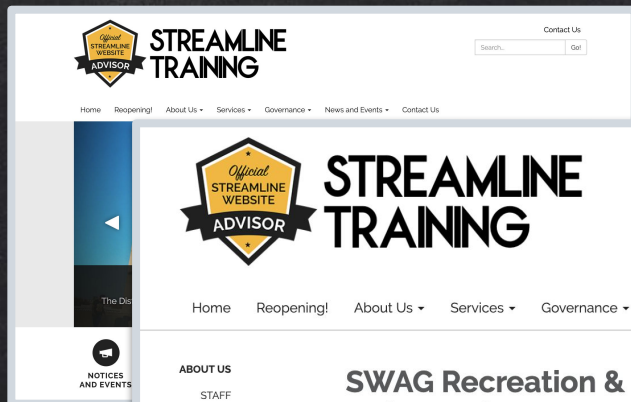 Official
STREAMLINE
WEBSITE
ADVISOR
STREAMLINE
TRAINING
Contact Us
Search...
Go!
Home Reopening! About Us Services Governance News and Events Contact Us
The Dis
NOTICES
AND EVENTS
Official
STREAMLINE
WEBSITE
ADVISOR
STREAMLINE
TRAINING
Home Reopening! About Us Services Governance
ABOUT US
STAFF
SWAG Recreation &